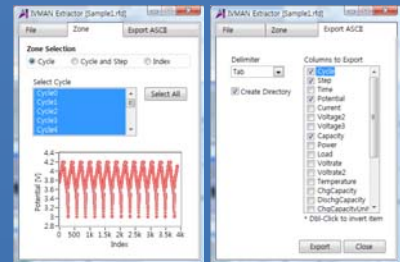 IVMAN Extractor [Sample1.rfd]
File Zone Export ASCII
Zone Selection
Cycle Cycle and Step Index
Select Cycle
Cycle0
Cycle1
Cycle2
Cycle3
Cycle4
Select All
4.4
4.2
4
3.8
3.6
3.4
3.2
3
2.8
Potential [V]
0 500 1k 1.5k 2k 2.5k 3k 3.5k 4k
Index
IVMAN Extractor [Sample1.rfd]
File Zone Export ASCII
Delimiter
Tab
Create Directory
Columns to Export
Cycle
Step
Time
Potential
Current
Voltage2
Voltage3
Capacity
Power
Load
Voltrate
Voltrate2
Temperature
ChgCapacity
DischgCapacity
ChgCapacityUni
* Dbl-Click to invert item
Export Close